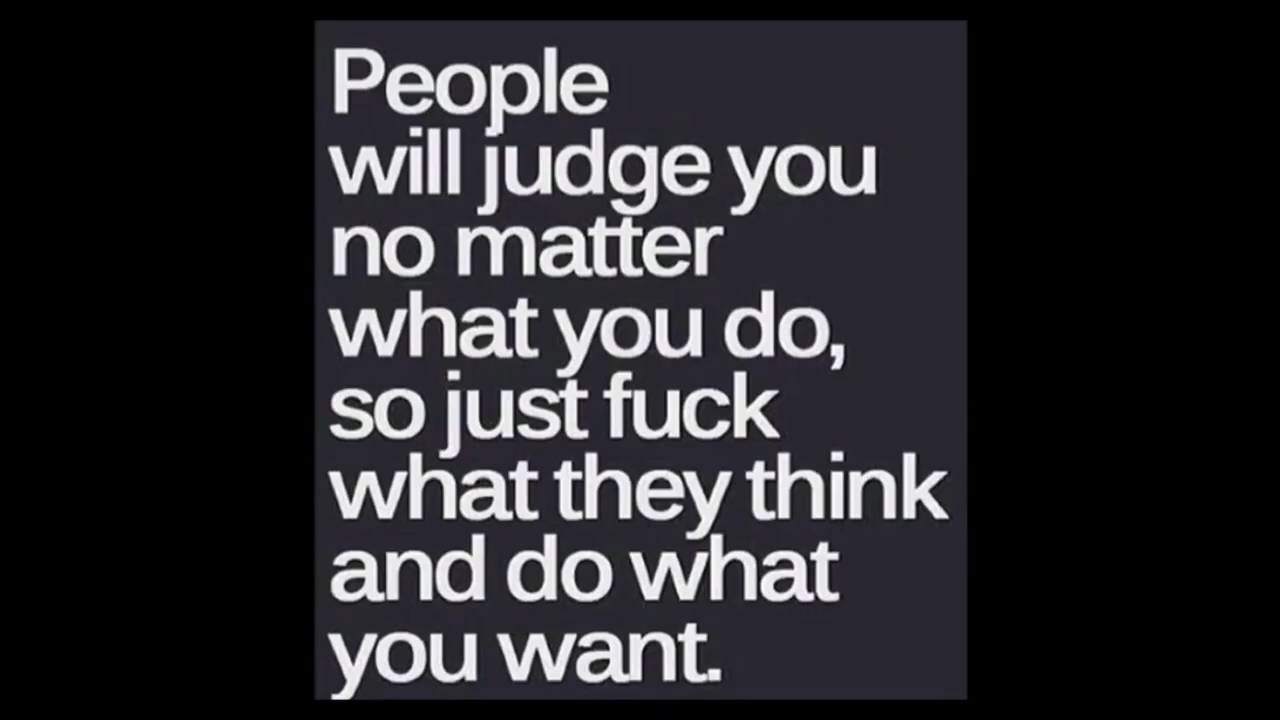 People
will judge you
no matter
what you do,
so just fuck
what they think
and do what
you want.